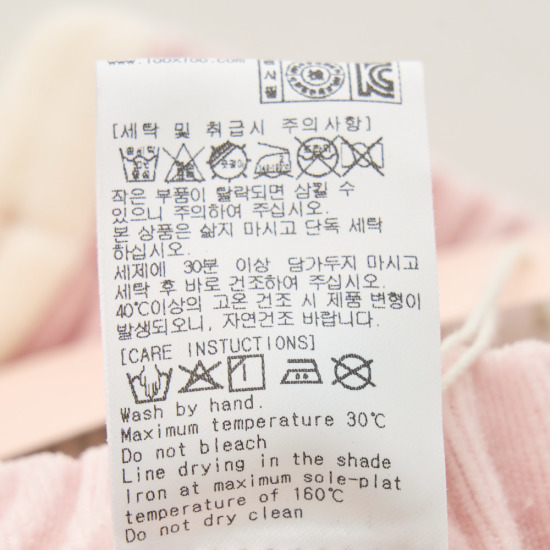 www.100x100.com
[세탁 및 취급시 주의사항]
작은 부품이 탈락되면 삼킬 수
있으니 주의하여 주십시오.
본 상품은 삶지 마시고 단독 세탁
하십시오.
세제에 30분 이상 담가두지 마시고
세탁 후 바로 건조하여 주십시오.
40℃이상의 고온 건조 시 제품 변형이
발생되오니, 자연건조 바랍니다.
[CARE INSTUCTIONS]
Wash by hand.
Maximum temperature 30℃
Do not bleach
Line drying in the shade
Iron at maximum sole-plat
temperature of 160℃
Do not dry clean